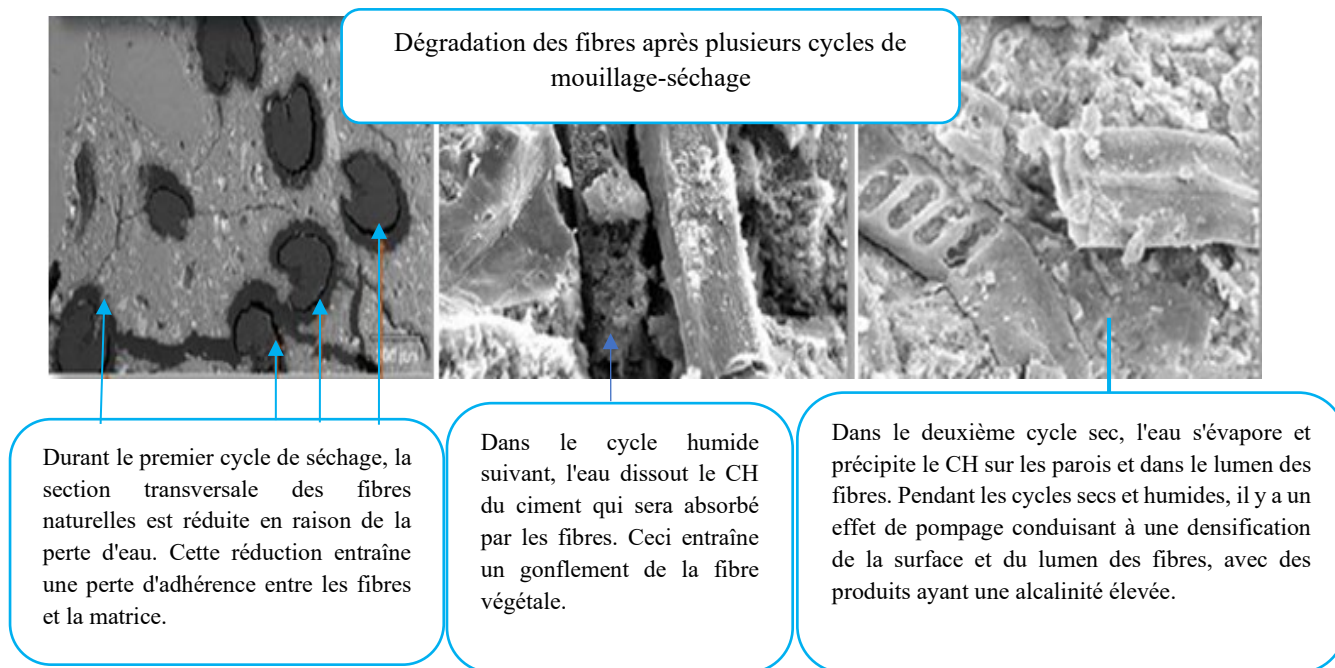 Dégradation des fibres après plusieurs cycles de
mouillage-séchage
Durant le premier cycle de séchage, la
section transversale des fibres
naturelles est réduite en raison de la
perte d'eau. Cette réduction entraîne
une perte d'adhérence entre les fibres
et la matrice.
Dans le cycle humide
suivant, l'eau dissout le CH
du ciment qui sera absorbé
par les fibres. Ceci entraîne
un gonflement de la fibre
végétale.
Dans le deuxième cycle sec, l'eau s'évapore et
précipite le CH sur les parois et dans le lumen des
fibres. Pendant les cycles secs et humides, il y a un
effet de pompage conduisant à une densification
de la surface et du lumen des fibres, avec des
produits ayant une alcalinité élevée.